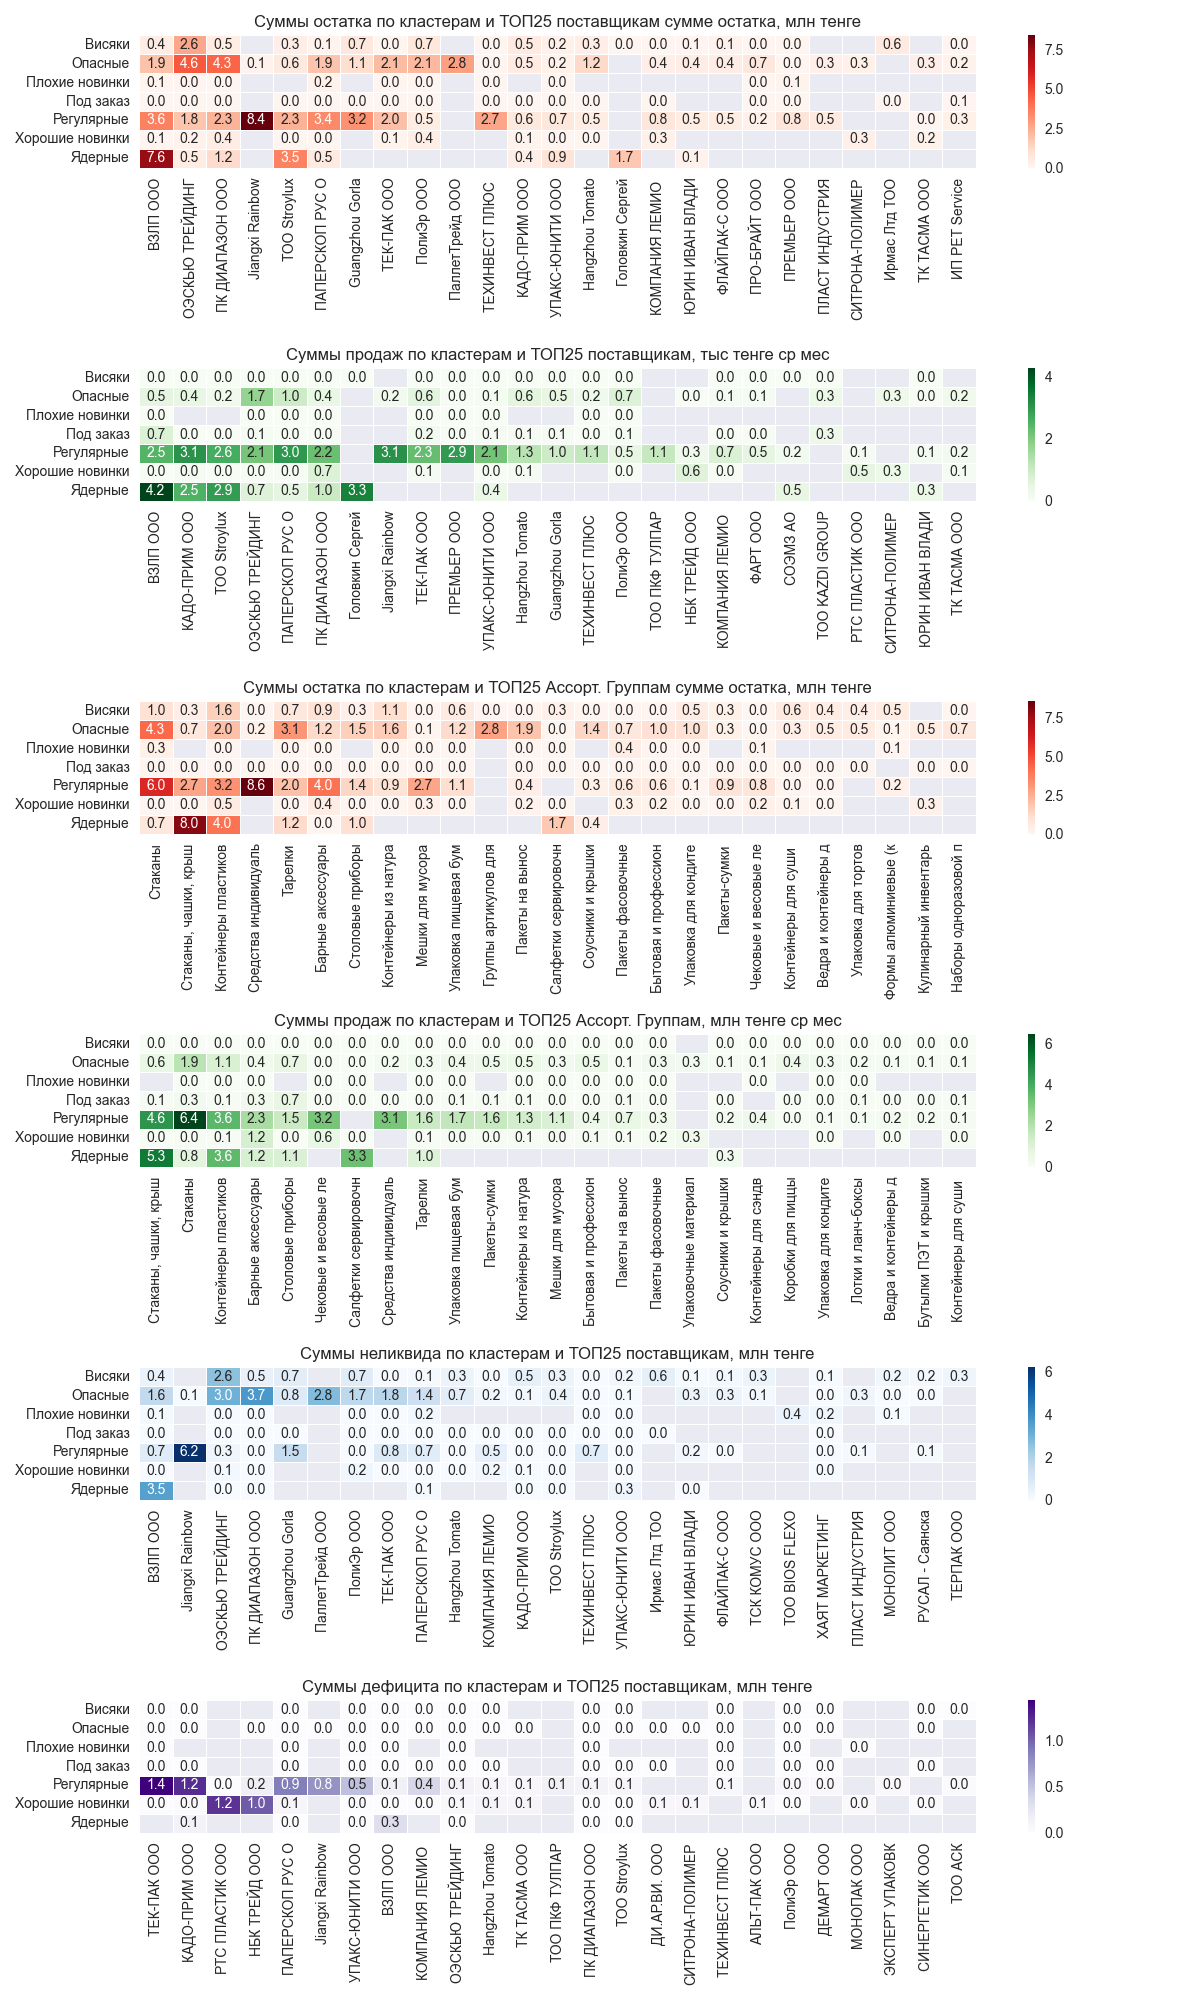 Суммы остатка по кластерам и ТОП25 поставщикам сумме остатка, млн тенге
Висяки 0.4 2.6 0.5 0.3 0.1 0.7 0.0 0.7 0.0 0.5 0.2 0.3 0.0 0.0 0.1 0.1 0.0 0.0 0.6 0.0
Опасные 1.9 4.6 4.3 0.1 0.6 1.9 1.1 2.1 2.1 2.8 0.0 0.5 0.2 1.2 0.4 0.4 0.4 0.7 0.0 0.3 0.3 0.3 0.2
Плохие новинки 0.1 0.0 0.0 0.2 0.0 0.0 0.0 0.0 0.0 0.1
Под заказ 0.0 0.0 0.0 0.0 0.0 0.0 0.0 0.0 0.0 0.0 0.0 0.0 0.0 0.0 0.0 0.0 0.1
Регулярные 3.6 1.8 2.3 8.4 2.3 3.4 3.2 2.0 0.5 2.7 0.6 0.7 0.5 0.8 0.5 0.5 0.2 0.8 0.5 0.0 0.3
Хорошие новинки 0.1 0.2 0.4 0.0 0.0 0.1 0.4 0.1 0.0 0.0 0.3 0.3 0.2
Ядерные 7.6 0.5 1.2 3.5 0.5 0.4 0.9 1.7 0.1
7.5
5.0
2.5
0.0
ВЗЛП ООО
ОЭСКЬЮ ТРЕЙДИНГ
ПК ДИАПАЗОН ООО
Jiangxi Rainbow
ТОО Stroylux
ПАПЕРСКОП РУС О
Guangzhou Gorla
ТЕК-ПАК ООО
ПолиЭр ООО
ПаллетТрейд ООО
ТЕХИНВЕСТ ПЛЮС
КАДО-ПРИМ ООО
УПАКС-ЮНИТИ ООО
Hangzhou Tomato
Головкин Сергей
КОМПАНИЯ ЛЕМИО
ЮРИН ИВАН ВЛАДИ
ФЛАЙПАК-С ООО
ПРО-БРАЙТ ООО
ПРЕМЬЕР ООО
ПЛАСТ ИНДУСТРИЯ
СИТРОНА-ПОЛИМЕР
Ирмас Лтд ТОО
ТК ТАСМА ООО
ИП PET Service
Суммы продаж по кластерам и ТОП25 поставщикам, тыс тенге ср мес
Висяки 0.0 0.0 0.0 0.0 0.0 0.0 0.0 0.0 0.0 0.0 0.0 0.0 0.0 0.0 0.0 0.0 0.0 0.0 0.0
Опасные 0.5 0.4 0.2 1.7 1.0 0.4 0.2 0.6 0.0 0.1 0.6 0.5 0.2 0.7 0.0 0.1 0.1 0.3 0.3 0.0 0.2
Плохие новинки 0.0 0.0 0.0 0.0 0.0 0.0 0.0 0.0 0.0
Под заказ 0.7 0.0 0.0 0.1 0.0 0.0 0.2 0.0 0.1 0.1 0.1 0.0 0.1 0.0 0.0 0.3
Регулярные 2.5 3.1 2.6 2.1 3.0 2.2 3.1 2.3 2.9 2.1 1.3 1.0 1.1 0.5 1.1 0.3 0.7 0.5 0.2 0.1 0.1 0.2
Хорошие новинки 0.0 0.0 0.0 0.0 0.0 0.7 0.1 0.0 0.1 0.0 0.6 0.0 0.5 0.3 0.1
Ядерные 4.2 2.5 2.9 0.7 0.5 1.0 3.3 0.4 0.5 0.3
4
2
0
ВЗЛП ООО
КАДО-ПРИМ ООО
ТОО Stroylux
ОЭСКЬЮ ТРЕЙДИНГ
ПАПЕРСКОП РУС О
ПК ДИАПАЗОН ООО
Головкин Сергей
Jiangxi Rainbow
ТЕК-ПАК ООО
ПРЕМЬЕР ООО
УПАКС-ЮНИТИ ООО
Hangzhou Tomato
Guangzhou Gorla
ТЕХИНВЕСТ ПЛЮС
ПолиЭр ООО
ТОО ПКФ ТУЛПАР
НБК ТРЕЙД ООО
КОМПАНИЯ ЛЕМИО
ФАРТ ООО
СОЭМЗ АО
ТОО KAZDI GROUP
РТС ПЛАСТИК ООО
СИТРОНА-ПОЛИМЕР
ЮРИН ИВАН ВЛАДИ
ТК ТАСМА ООО
Суммы остатка по кластерам и ТОП25 Ассорт. Группам сумме остатка, млн тенге
Висяки 1.0 0.3 1.6 0.0 0.7 0.9 0.3 1.1 0.0 0.6 0.0 0.0 0.3 0.0 0.0 0.0 0.5 0.3 0.0 0.6 0.4 0.4 0.5 0.0
Опасные 4.3 0.7 2.0 0.2 3.1 1.2 1.5 1.6 0.1 1.2 2.8 1.9 0.0 1.4 0.7 1.0 1.0 0.3 0.0 0.3 0.5 0.5 0.1 0.5 0.7
Плохие новинки 0.3 0.0 0.0 0.0 0.0 0.0 0.0 0.0 0.0 0.0 0.4 0.0 0.0 0.1 0.1
Под заказ 0.0 0.0 0.0 0.0 0.0 0.0 0.0 0.0 0.0 0.0 0.0 0.0 0.0 0.0 0.0 0.0 0.0 0.0 0.0 0.0 0.0 0.0
Регулярные 6.0 2.7 3.2 8.6 2.0 4.0 1.4 0.9 2.7 1.1 0.4 0.3 0.6 0.6 0.1 0.9 0.8 0.0 0.0 0.2
Хорошие новинки 0.0 0.0 0.5 0.0 0.4 0.0 0.0 0.3 0.0 0.2 0.0 0.3 0.2 0.0 0.0 0.2 0.1 0.0 0.3
Ядерные 0.7 8.0 4.0 1.2 0.0 1.0 1.7 0.4
7.5
5.0
2.5
0.0
Стаканы
Стаканы, чашки, крыш
Контейнеры пластиков
Средства индивидуаль
Тарелки
Барные аксессуары
Столовые приборы
Контейнеры из натура
Мешки для мусора
Упаковка пищевая бум
Группы артикулов для
Пакеты на вынос
Салфетки сервировочн
Соусники и крышки
Пакеты фасовочные
Бытовая и профессион
Упаковка для кондите
Пакеты-сумки
Чековые и весовые ле
Контейнеры для суши
Ведра и контейнеры д
Упаковка для тортов
Формы алюминиевые (к
Кулинарный инвентарь
Наборы одноразовой п
Суммы продаж по кластерам и ТОП25 Ассорт. Группам, млн тенге ср мес
Висяки 0.0 0.0 0.0 0.0 0.0 0.0 0.0 0.0 0.0 0.0 0.0 0.0 0.0 0.0 0.0 0.0 0.0 0.0 0.0 0.0 0.0 0.0 0.0 0.0
Опасные 0.6 1.9 1.1 0.4 0.7 0.0 0.0 0.2 0.3 0.4 0.5 0.5 0.3 0.5 0.1 0.3 0.3 0.1 0.1 0.4 0.3 0.2 0.1 0.1 0.1
Плохие новинки 0.0 0.0 0.0 0.0 0.0 0.0 0.0 0.0 0.0 0.0 0.0 0.0 0.0 0.0 0.0
Под заказ 0.1 0.3 0.1 0.3 0.7 0.0 0.0 0.0 0.0 0.1 0.1 0.1 0.0 0.0 0.1 0.0 0.0 0.0 0.0 0.1 0.0 0.0 0.1
Регулярные 4.6 6.4 3.6 2.3 1.5 3.2 3.1 1.6 1.7 1.6 1.3 1.1 0.4 0.7 0.3 0.2 0.4 0.0 0.1 0.1 0.2 0.2 0.1
Хорошие новинки 0.0 0.0 0.1 1.2 0.0 0.6 0.0 0.1 0.0 0.0 0.1 0.0 0.1 0.1 0.2 0.3 0.0 0.0 0.0
Ядерные 5.3 0.8 3.6 1.2 1.1 3.3 1.0 0.3
6
4
2
0
Стаканы, чашки, крыш
Стаканы
Контейнеры пластиков
Барные аксессуары
Столовые приборы
Чековые и весовые ле
Салфетки сервировочн
Средства индивидуаль
Тарелки
Упаковка пищевая бум
Пакеты-сумки
Контейнеры из натура
Мешки для мусора
Бытовая и профессион
Пакеты на вынос
Пакеты фасовочные
Упаковочные материал
Соусники и крышки
Контейнеры для сэндв
Коробки для пиццы
Упаковка для кондите
Лотки и ланч-боксы
Ведра и контейнеры д
Бутылки ПЭТ и крышки
Контейнеры для суши
Суммы неликвида по кластерам и ТОП25 поставщикам, млн тенге
Висяки 0.4 2.6 0.5 0.7 0.7 0.0 0.1 0.3 0.0 0.5 0.3 0.0 0.2 0.6 0.1 0.1 0.3 0.1 0.2 0.2 0.3
Опасные 1.6 0.1 3.0 3.7 0.8 2.8 1.7 1.8 1.4 0.7 0.2 0.1 0.4 0.0 0.1 0.3 0.3 0.1 0.0 0.3 0.0 0.0
Плохие новинки 0.1 0.0 0.0 0.0 0.0 0.2 0.0 0.0 0.4 0.2 0.1
Под заказ 0.0 0.0 0.0 0.0 0.0 0.0 0.0 0.0 0.0 0.0 0.0 0.0 0.0 0.0 0.0
Регулярные 0.7 6.2 0.3 0.0 1.5 0.0 0.8 0.7 0.0 0.5 0.0 0.0 0.7 0.0 0.2 0.0 0.0 0.1 0.1
Хорошие новинки 0.0 0.1 0.0 0.2 0.0 0.0 0.0 0.2 0.1 0.0 0.0 0.0
Ядерные 3.5 0.0 0.0 0.1 0.0 0.0 0.3 0.0
6
4
2
0
ВЗЛП ООО
Jiangxi Rainbow
ОЭСКЬЮ ТРЕЙДИНГ
ПК ДИАПАЗОН ООО
Guangzhou Gorla
ПаллетТрейд ООО
ПолиЭр ООО
ТЕК-ПАК ООО
ПАПЕРСКОП РУС О
Hangzhou Tomato
КОМПАНИЯ ЛЕМИО
КАДО-ПРИМ ООО
ТОО Stroylux
ТЕХИНВЕСТ ПЛЮС
УПАКС-ЮНИТИ ООО
Ирмас Лтд ТОО
ЮРИН ИВАН ВЛАДИ
ФЛАЙПАК-С ООО
ТСК КОМУС ООО
ТОО BIOS FLEXO
ХАЯТ МАРКЕТИНГ
ПЛАСТ ИНДУСТРИЯ
МОНОЛИТ ООО
РУСАЛ - Саянска
ТЕРПАК ООО
Суммы дефицита по кластерам и ТОП25 поставщикам, млн тенге
Висяки 0.0 0.0 0.0 0.0 0.0 0.0 0.0 0.0 0.0 0.0 0.0 0.0 0.0 0.0
Опасные 0.0 0.0 0.0 0.0 0.0 0.0 0.0 0.0 0.0 0.0 0.0 0.0 0.0 0.0 0.0 0.0 0.0 0.0 0.0 0.0
Плохие новинки 0.0 0.0 0.0 0.0 0.0 0.0 0.0 0.0
Под заказ 0.0 0.0 0.0 0.0 0.0 0.0 0.0 0.0 0.0 0.0 0.0 0.0 0.0 0.0
Регулярные 1.4 1.2 0.0 0.2 0.9 0.8 0.5 0.1 0.4 0.1 0.1 0.1 0.1 0.1 0.1 0.1 0.0 0.0 0.0 0.0
Хорошие новинки 0.0 0.0 1.2 1.0 0.1 0.0 0.0 0.0 0.1 0.1 0.1 0.0 0.0 0.1 0.1 0.1 0.0 0.0 0.0
Ядерные 0.1 0.0 0.0 0.3 0.0 0.0 0.0
1.0
0.5
0.0
ТЕК-ПАК ООО
КАДО-ПРИМ ООО
РТС ПЛАСТИК ООО
НБК ТРЕЙД ООО
ПАПЕРСКОП РУС О
Jiangxi Rainbow
УПАКС-ЮНИТИ ООО
ВЗЛП ООО
КОМПАНИЯ ЛЕМИО
ОЭСКЬЮ ТРЕЙДИНГ
Hangzhou Tomato
ТК ТАСМА ООО
ТОО ПКФ ТУЛПАР
ПК ДИАПАЗОН ООО
ТОО Stroylux
ДИ.АРВИ. ООО
СИТРОНА-ПОЛИМЕР
ТЕХИНВЕСТ ПЛЮС
АЛЬТ-ПАК ООО
ПолиЭр ООО
ДЕМАРТ ООО
МОНОПАК ООО
ЭКСПЕРТ УПАКОВК
СИНЕРГЕТИК ООО
ТОО АСК